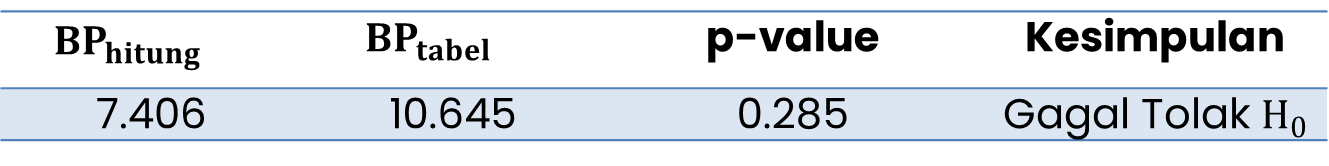 BPhitung BPtabel p-value Kesimpulan
7.406 10.645 0.285 Gagal Tolak H0